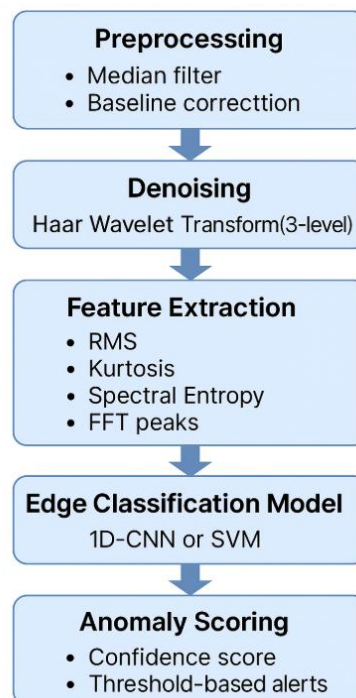 Preprocessding
• Median filter
• Baseline correcttion
Denoising
Haar Wavelet Transform(3-level)
Feature Extraction
• RMS
• Kurtosis
• Spectral Entropy
• FFT peaks
Edge Classification Model
1D-CNN or SVM
Anomaly Scoring
• Confidence score
• Threshold-based alerts